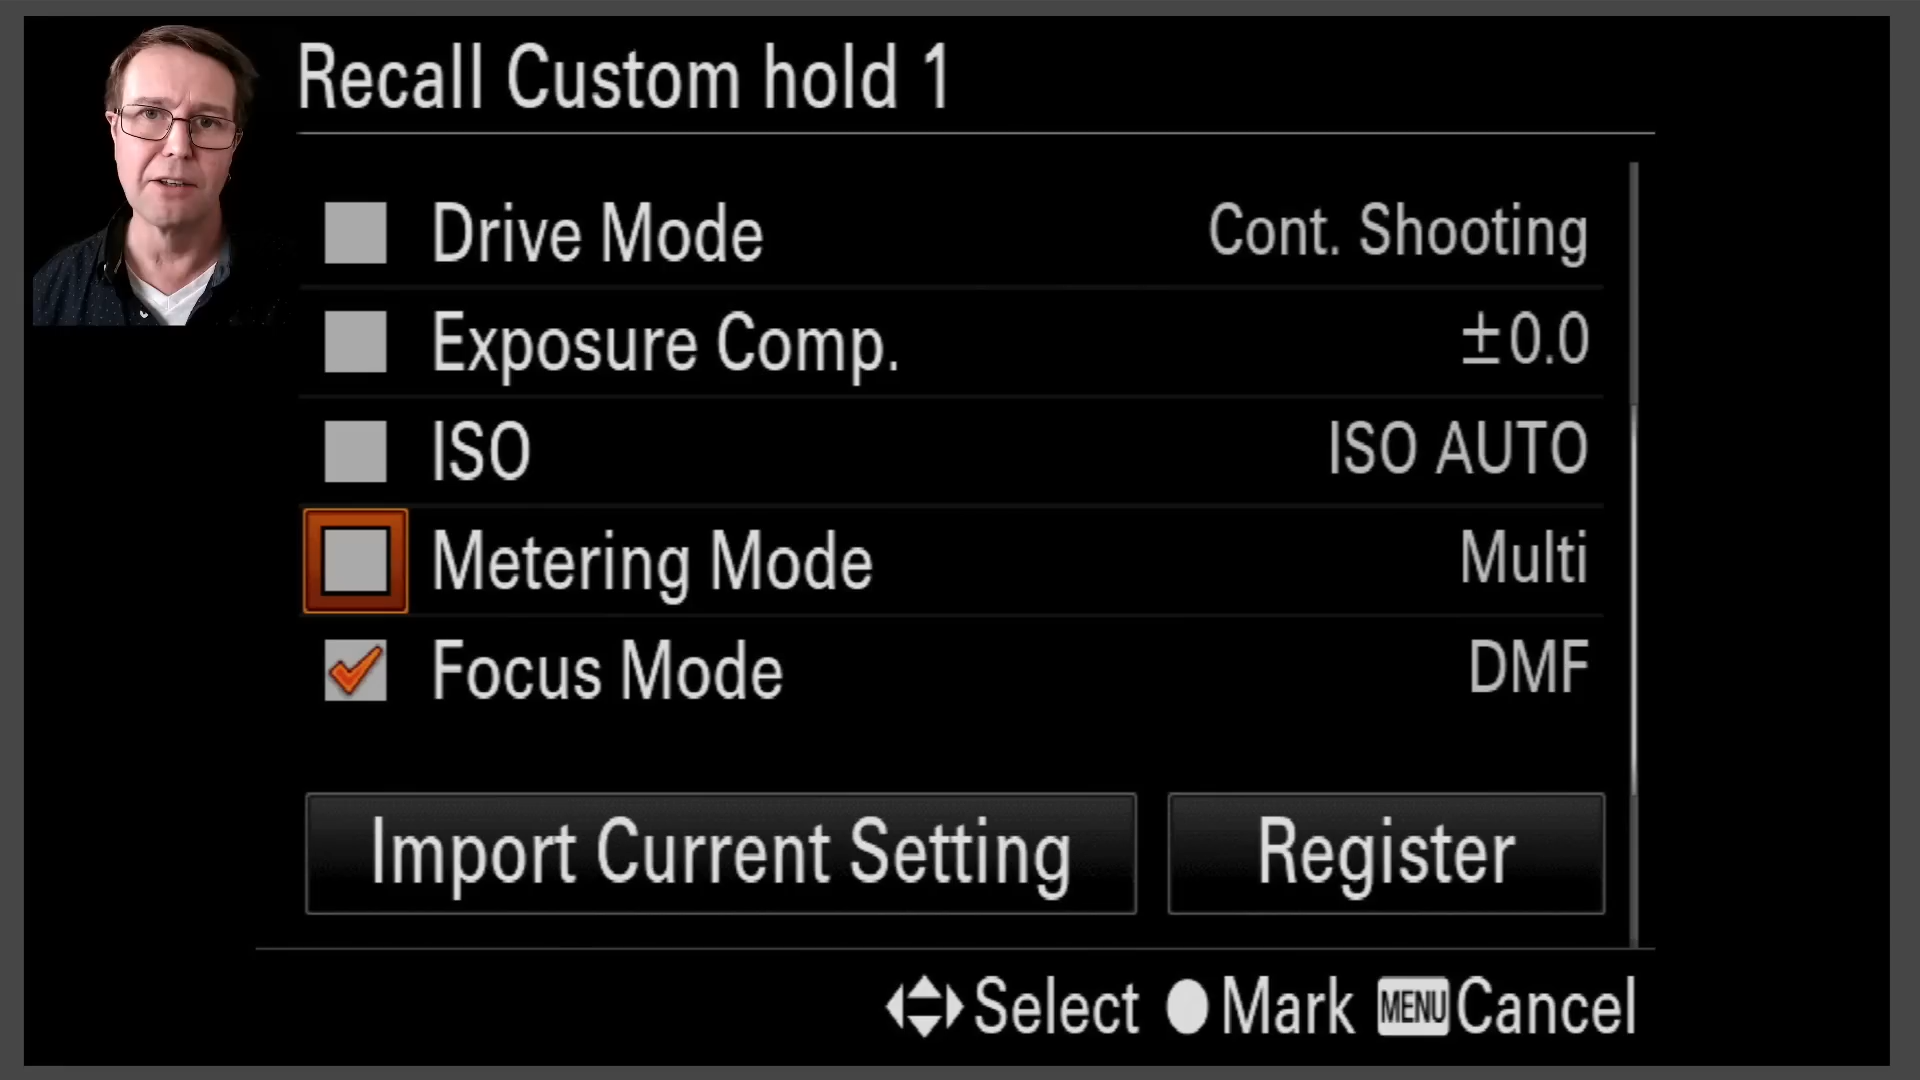 Recall Custom hold 1
Drive Mode Cont. Shooting
Exposure Comp. ±0.0
ISO ISO AUTO
Metering Mode Multi
Focus Mode DMF
Import Current Setting Register
Select Mark MENU Cancel